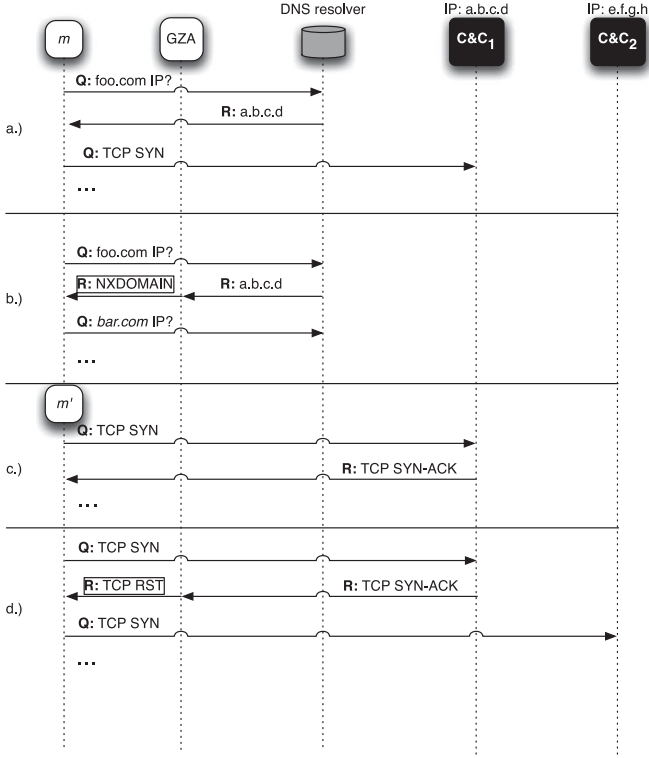 IP: a.b.c.d
IP: e.f.g.h
DNS resolver
m
GZA
C&C1
C&C2
Q: foo.com IP?
R: a.b.c.d
a.)
Q: TCP SYN
...
Q: foo.com IP?
R: NXDOMAIN
R: a.b.c.d
b.)
Q: bar.com IP?
...
m'
Q: TCP SYN
c.)
R: TCP SYN-ACK
...
Q: TCP SYN
R: TCP RST
R: TCP SYN-ACK
d.)
Q: TCP SYN
...